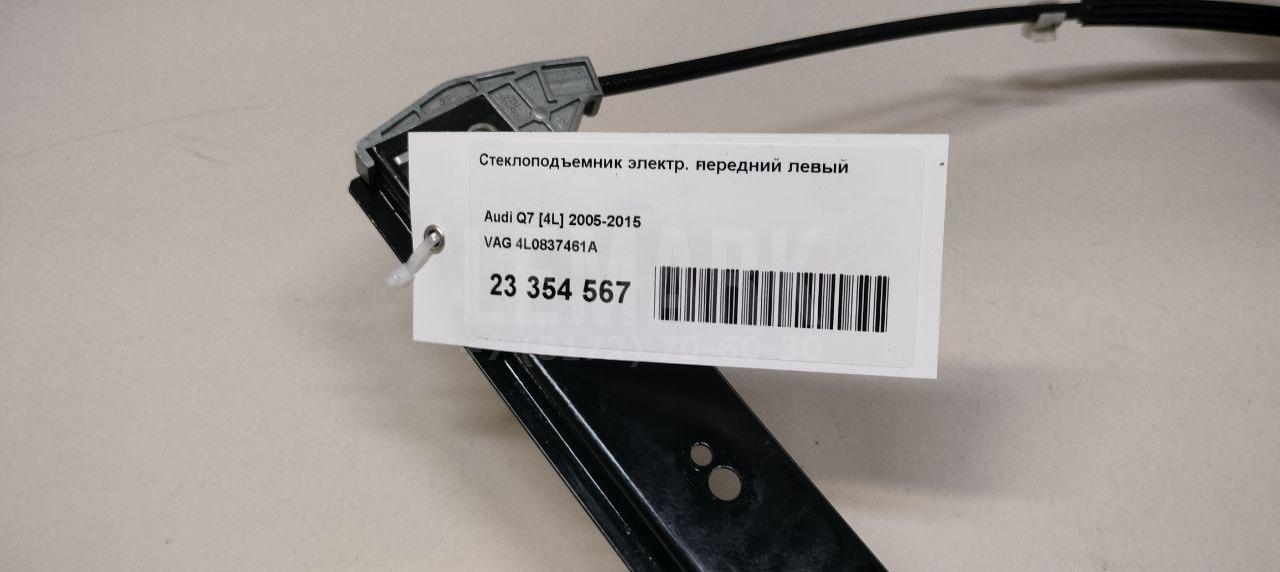 Стеклоподъемник электр. передний левый
Audi Q7 [4L] 2005-2015
VAG 4L0837461A
23 354 567